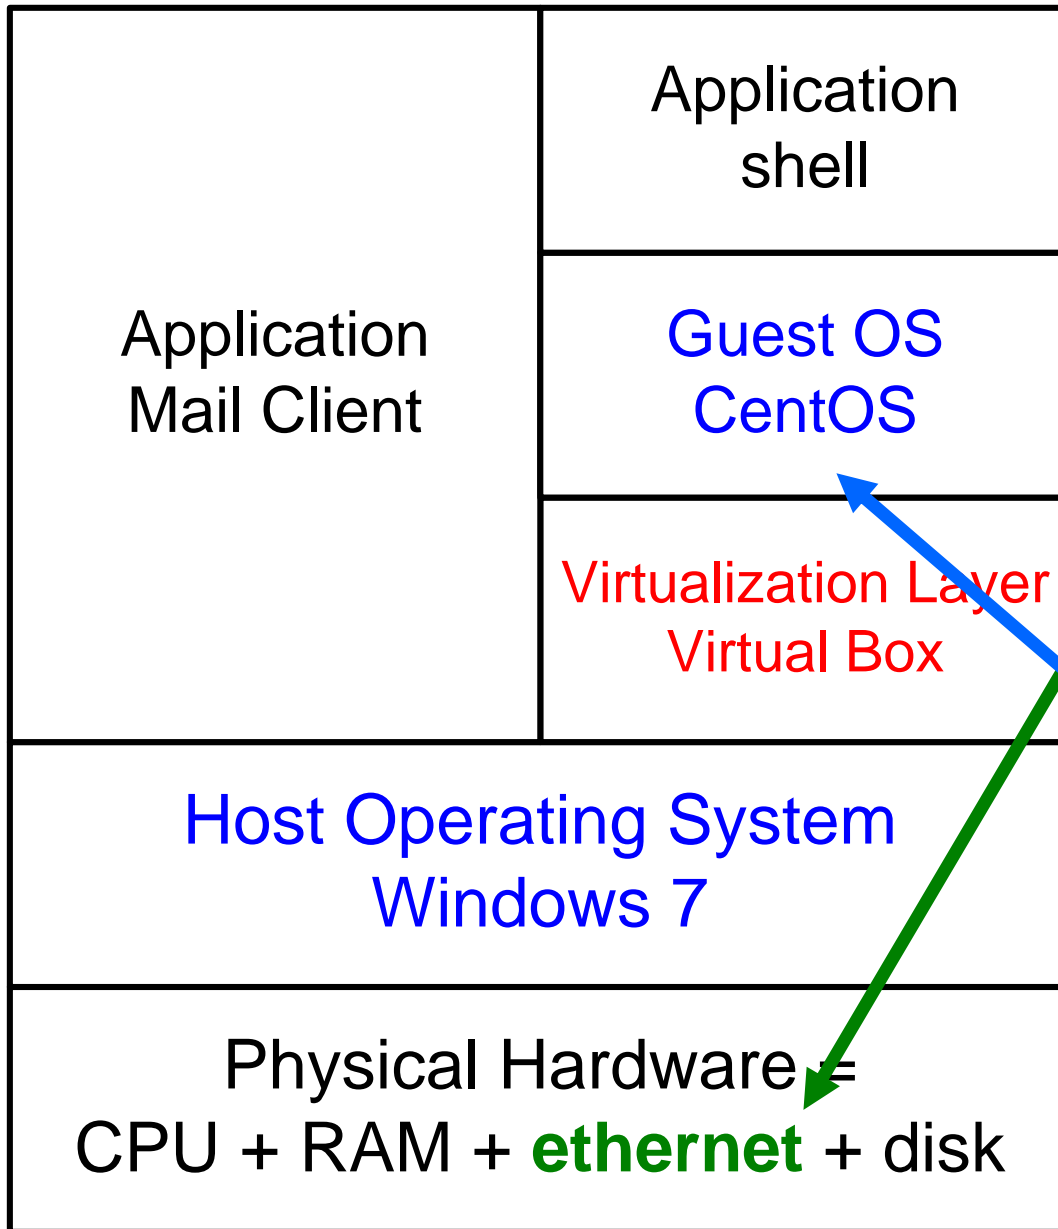 Application
shell
Application
Mail Client
Guest OS
CentOS
Virtualization Layer
Virtual Box
Host Operating System
Windows 7
Physical Hardware =
CPU + RAM + ethernet + disk